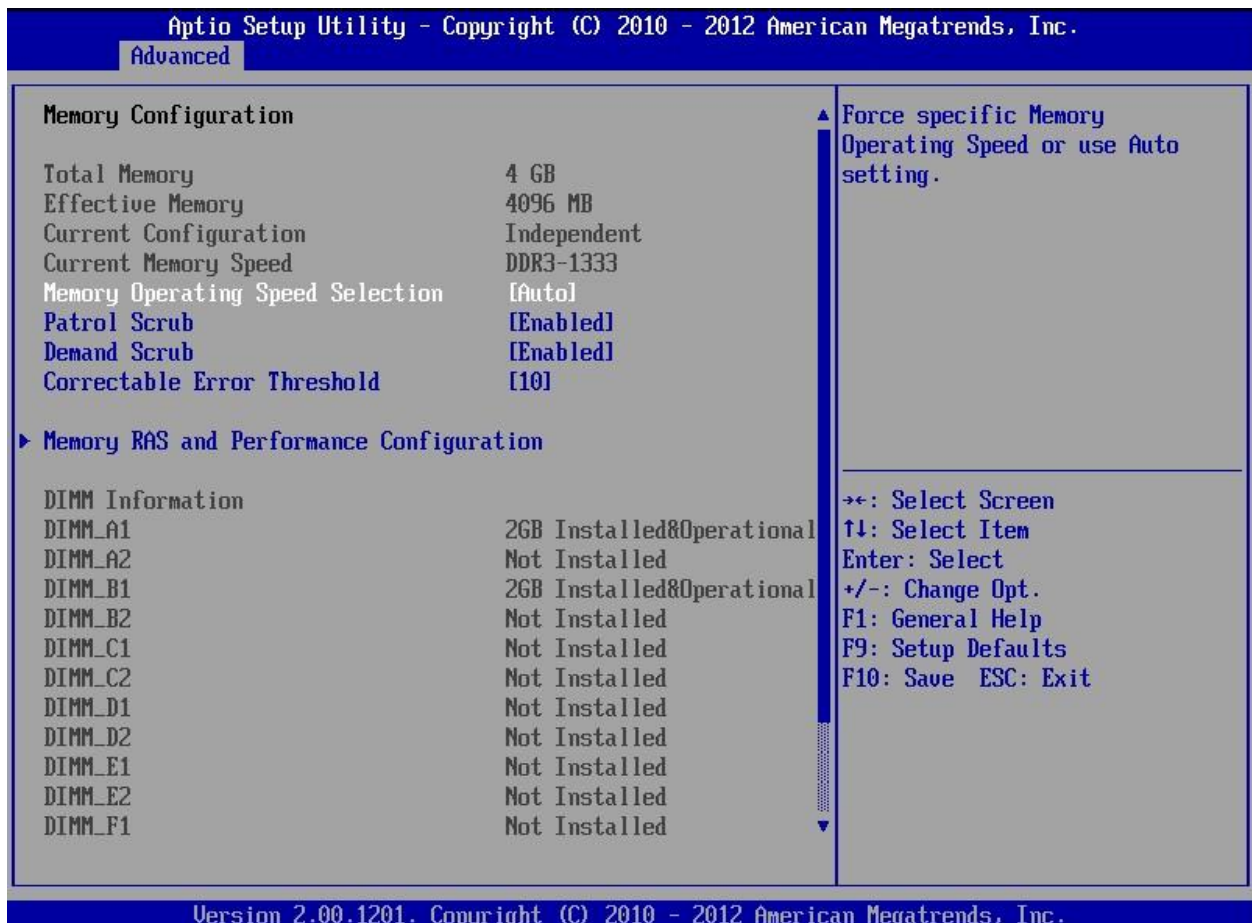 Aptio Setup Utility - Copyright (C) 2010 - 2012 American Megatrends, Inc.
Advanced
Memory Configuration
Total Memory 4 GB
Effective Memory 4096 MB
Current Configuration Independent
Current Memory Speed DDR3-1333
Memory Operating Speed Selection [Auto]
Patrol Scrub [Enabled]
Demand Scrub [Enabled]
Correctable Error Threshold [10]
Memory RAS and Performance Configuration
DIMM Information
DIMM_A1 2GB Installed&Operational
DIMM_A2 Not Installed
DIMM_B1 2GB Installed&Operational
DIMM_B2 Not Installed
DIMM_C1 Not Installed
DIMM_C2 Not Installed
DIMM_D1 Not Installed
DIMM_D2 Not Installed
DIMM_E1 Not Installed
DIMM_E2 Not Installed
DIMM_F1 Not Installed
Force specific Memory
Operating Speed or use Auto
setting.
→←: Select Screen
↑↓: Select Item
Enter: Select
+/-: Change Opt.
F1: General Help
F9: Setup Defaults
F10: Save ESC: Exit
Version 2.00.1201. Copyright (C) 2010 - 2012 American Megatrends, Inc.